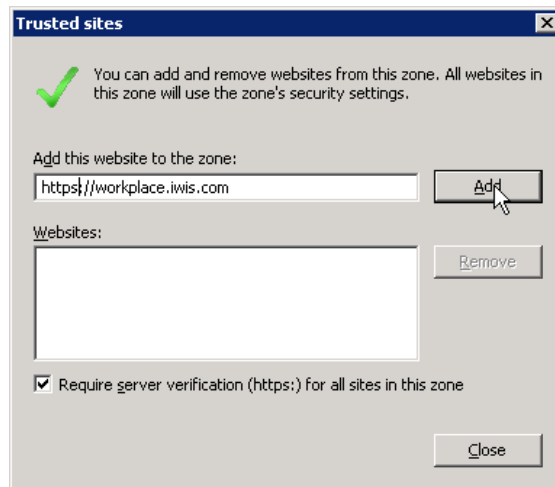 Trusted sites
You can add and remove websites from this zone. All websites in
this zone will use the zone's security settings.
Add this website to the zone:
https://workplace.iwis.com
Add
Websites:
Remove
Require server verification (https:) for all sites in this zone
Close